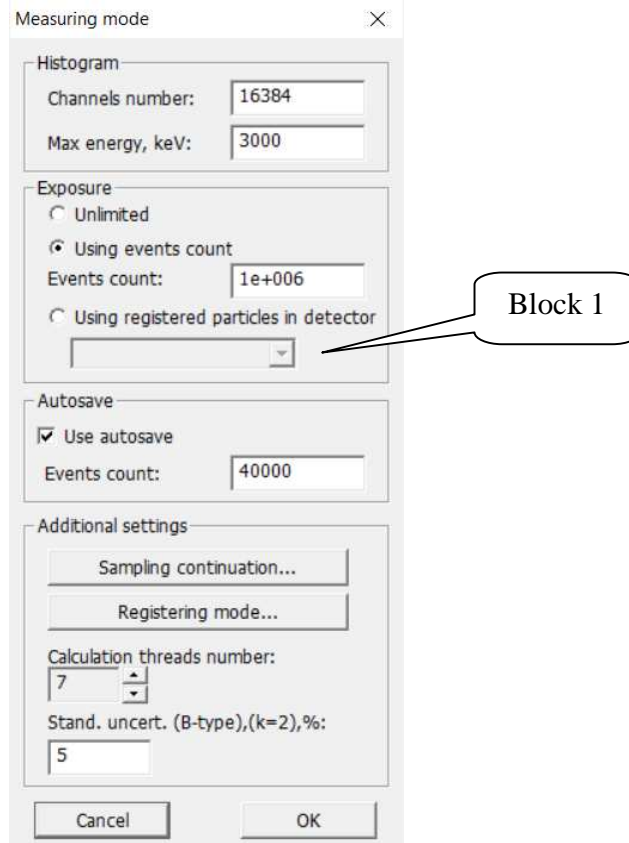 Measuring mode
Histogram
Channels number: 16384
Max energy, keV: 3000
Exposure
Unlimited
Using events count
Events count: 1e+006
Using registered particles in detector
Block 1
Autosave
Use autosave
Events count: 40000
Additional settings
Sampling continuation...
Registering mode...
Calculation threads number:
7
Stand. uncert. (B-type),(k=2),%:
5
Cancel OK